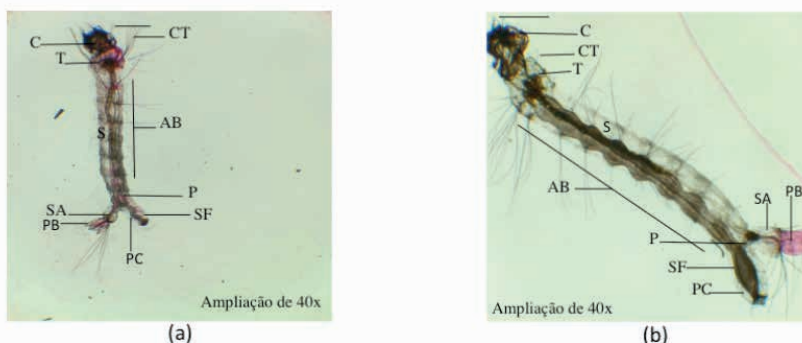 C
CT
T
S
AB
P
SA
SF
PB
PC
Ampliação de 40x
(a)
C
CT
T
S
AB
SA
PB
P
SF
PC
Ampliação de 40x
(b)